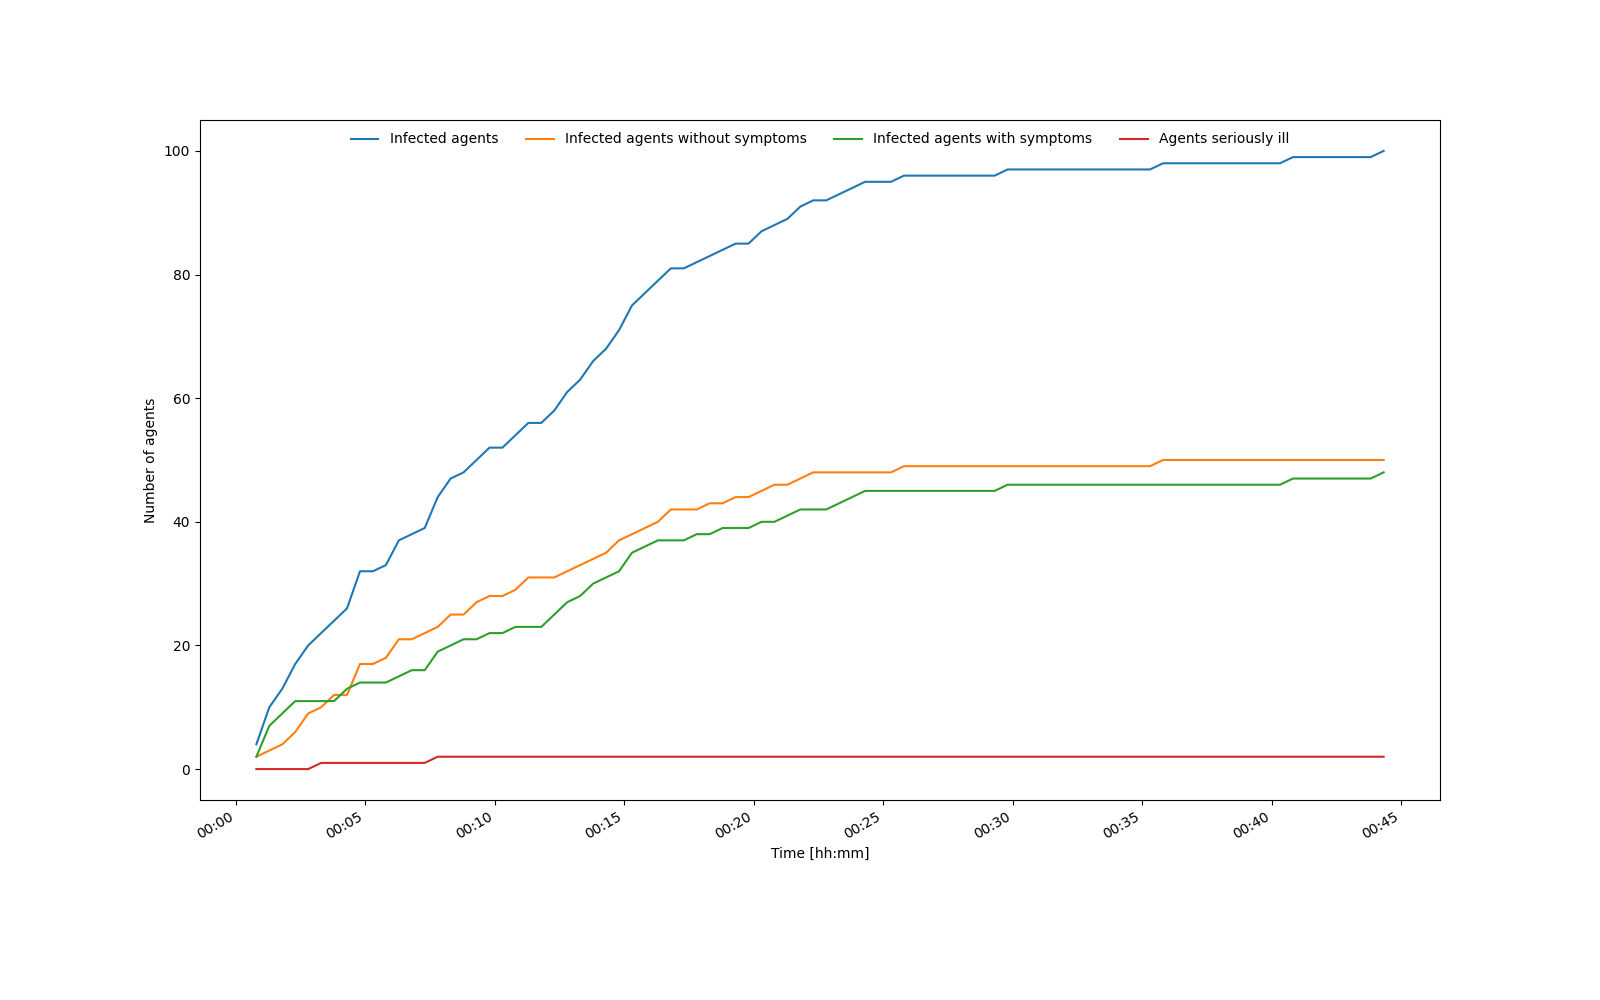 Infected agents Infected agents without symptoms Infected agents with symptoms Agents seriously ill
100
80
60
40
20
0
Number of agents
00:00 00:05 00:10 00:15 00:20 00:25 00:30 00:35 00:40 00:45
Time [hh:mm]